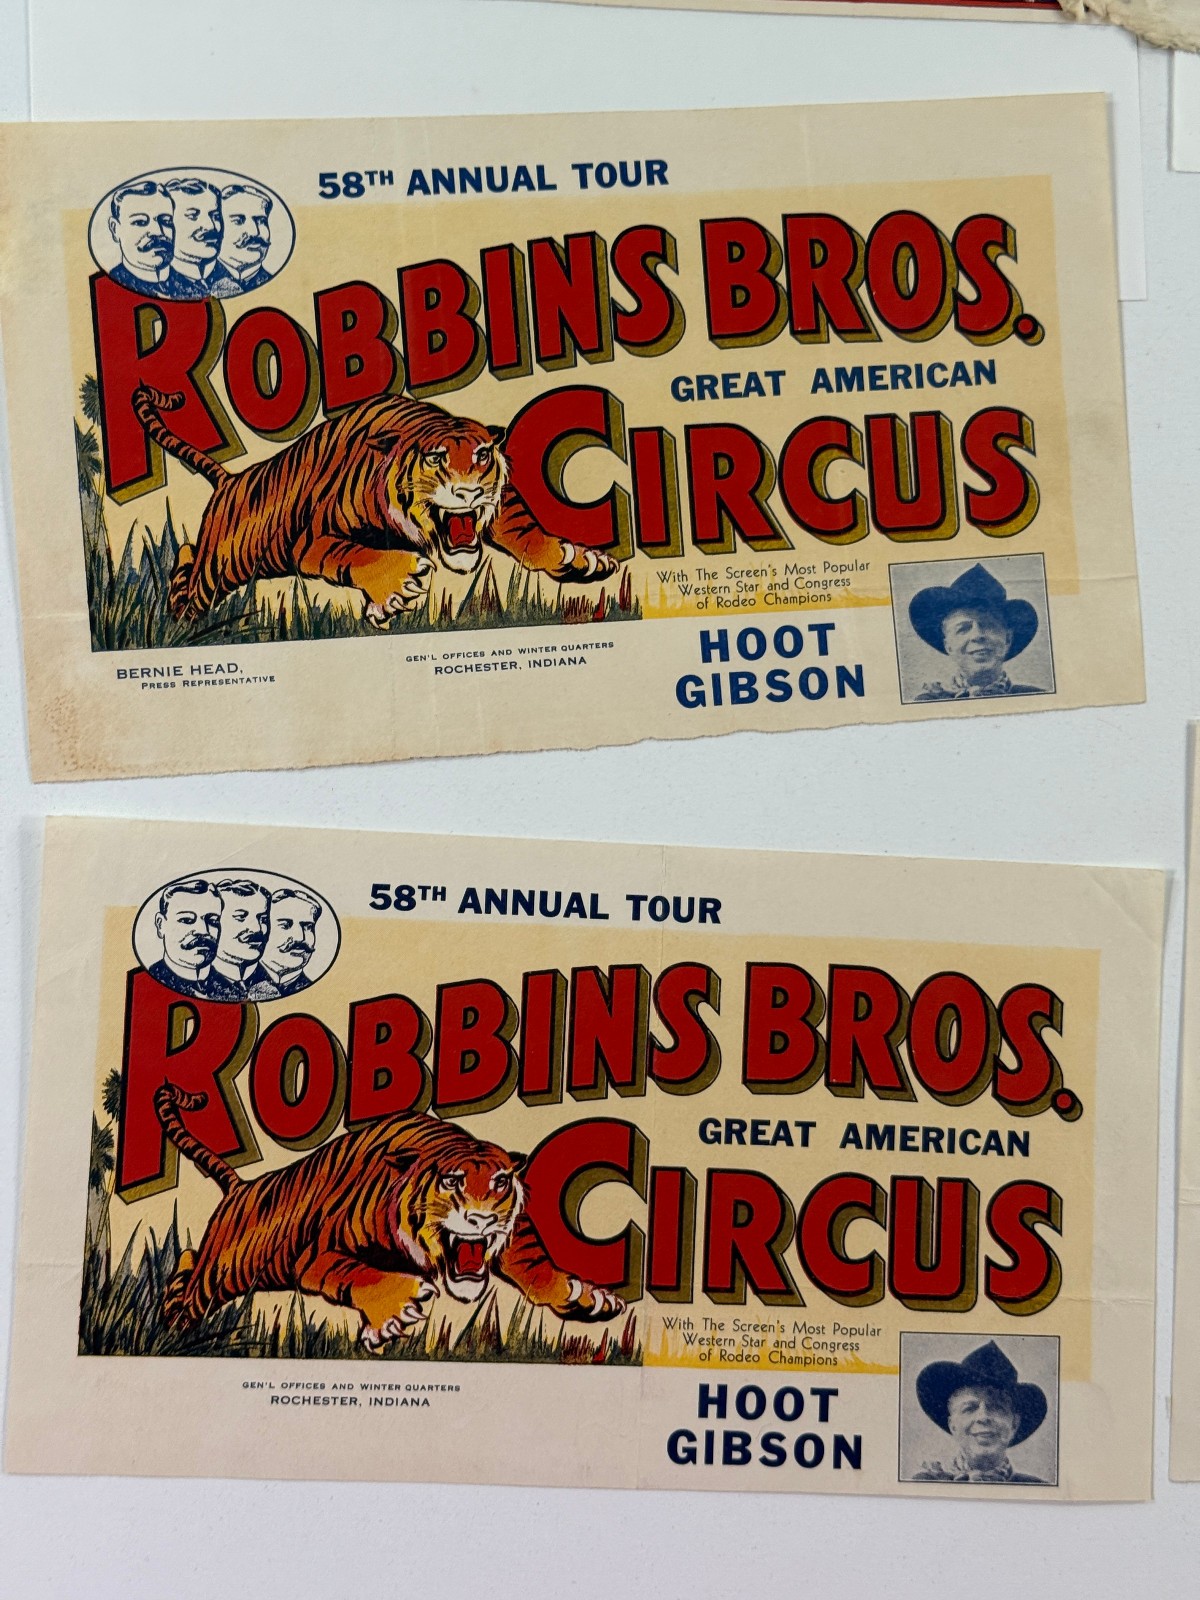 58TH ANNUAL TOUR
ROBBINS BROS.
GREAT AMERICAN
CIRCUS
With The Screen's Most Popular
Western Star and Congress
of Rodeo Champions
HOOT
GIBSON
GEN'L OFFICES AND WINTER QUARTERS
ROCHESTER, INDIANA
BERNIE HEAD,
PRESS REPRESENTATIVE
58TH ANNUAL TOUR
ROBBINS BROS.
GREAT AMERICAN
CIRCUS
With The Screen's Most Popular
Western Star and Congress
of Rodeo Champions
HOOT
GIBSON
GEN'L OFFICES AND WINTER QUARTERS
ROCHESTER, INDIANA